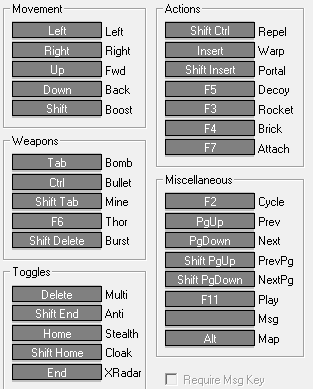 Movement
Left Left
Right Right
Up Fwd
Down Back
Shift Boost
Weapons
Tab Bomb
Ctrl Bullet
Shift Tab Mine
F6 Thor
Shift Delete Burst
Toggles
Delete Multi
Shift End Anti
Home Stealth
Shift Home Cloak
End XRadar
Actions
Shift Ctrl Repel
Insert Warp
Shift Insert Portal
F5 Decoy
F3 Rocket
F4 Brick
F7 Attach
Miscellaneous
F2 Cycle
PgUp Prev
PgDown Next
Shift PgUp PrevPg
Shift PgDown NextPg
F11 Play
Msg
Alt Map
Require Msg Key